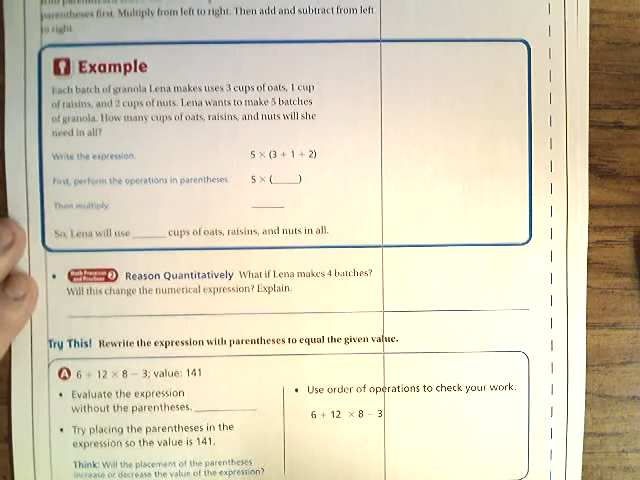 parentheses first. Multiply from left to right. Then add and subtract from left
to right.
Example
Each batch of granola Lena makes uses 3 cups of oats, 1 cup
of raisins, and 2 cups of nuts. Lena wants to make 5 batches
of granola. How many cups of oats, raisins, and nuts will she
need in all?
Write the expression. 5 × (3 + 1 + 2)
First, perform the operations in parentheses. 5 × (____)
Then multiply. ____
So, Lena will use ____ cups of oats, raisins, and nuts in all.
• Math Processes and Practices 2 Reason Quantitatively What if Lena makes 4 batches?
Will this change the numerical expression? Explain.
Try This! Rewrite the expression with parentheses to equal the given value.
A 6 + 12 × 8 − 3; value: 141
• Evaluate the expression
without the parentheses. ____
• Try placing the parentheses in the
expression so the value is 141.
Think: Will the placement of the parentheses
increase or decrease the value of the expression?
• Use order of operations to check your work.
6 + 12 × 8 − 3